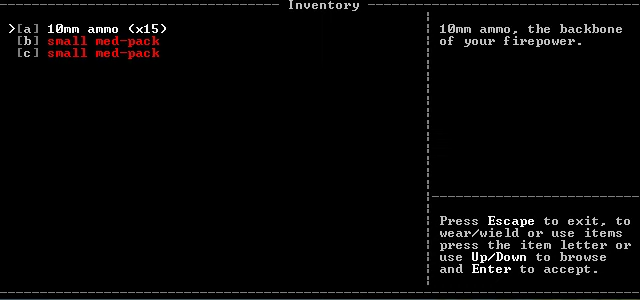 Inventory
>[a] 10mm ammo (x15)
[b] small med-pack
[c] small med-pack
10mm ammo, the backbone
of your firepower.
Press Escape to exit, to
wear/wield or use items
press the item letter or
use Up/Down to browse
and Enter to accept.